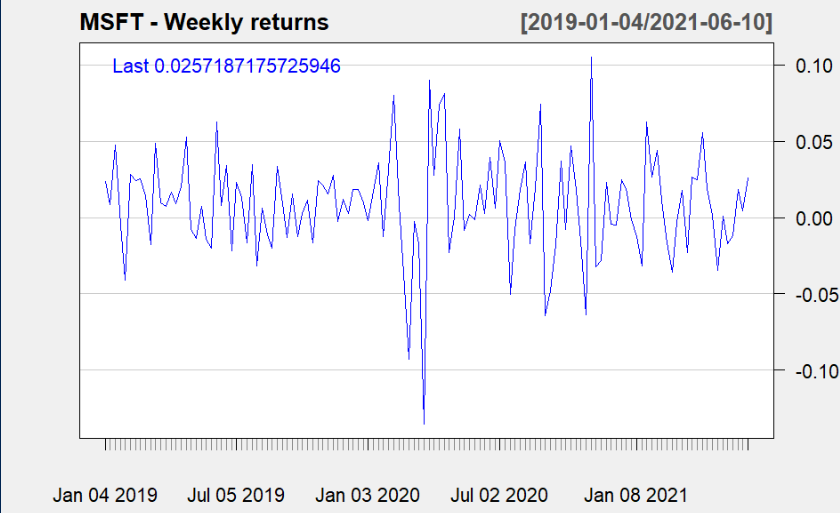 MSFT - Weekly returns [2019-01-04/2021-06-10]
Last 0.0257187175725946
0.10
0.05
0.00
-0.05
-0.10
Jan 04 2019 Jul 05 2019 Jan 03 2020 Jul 02 2020 Jan 08 2021